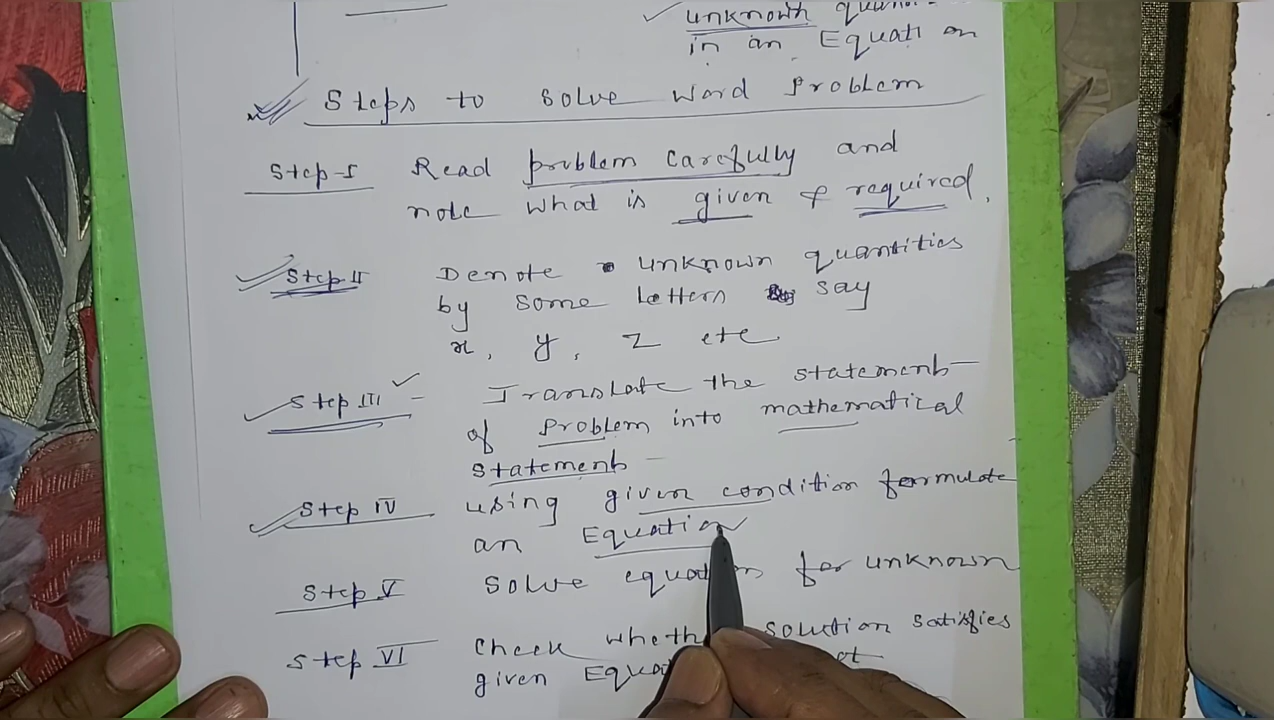 unknown
in an Equation
Steps to solve Word Problem
Step-I Read problem carefully and
note what is given & required.
Step II Denote unknown quantities
by some letters say
x, y, z etc
Step III - Translate the statement
of Problem into mathematical
statement
Step IV using given condition formulate
an Equation
Step V Solve for unknown
Step VI Check solution satisfies
given